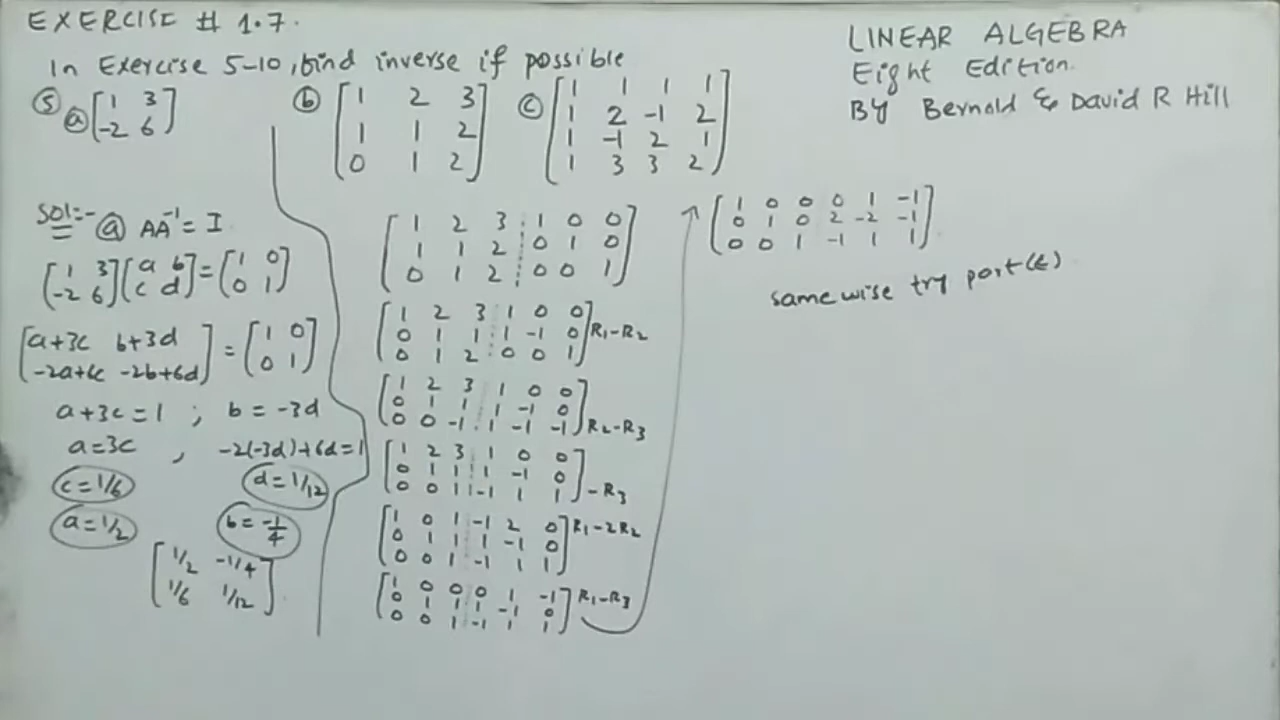 EXERCISE # 1.7.
In Exercise 5-10, find inverse if possible
LINEAR ALGEBRA
Eight Edition.
By Bernold & David R Hill
⑤ ⓐ [1 3
-2 6]
ⓑ [1 2 3
1 1 2
0 1 2]
ⓒ [1 1 1 1
1 2 -1 2
1 -1 2 1
1 3 3 2]
Sol:- ⓐ AA⁻¹ = I
[1 3
-2 6] [a b
c d] = [1 0
0 1]
[a+3c b+3d
-2a+6c -2b+6d] = [1 0
0 1]
a+3c=1 ; b = -3d
a=3c , -2(-3d)+6d=1
c=1/6 d=1/12
a=1/2 b=-1/4
[1/2 -1/4
1/6 1/12]
[1 2 3 : 1 0 0
1 1 2 : 0 1 0
0 1 2 : 0 0 1]
[1 2 3 : 1 0 0
0 1 1 : 1 -1 0
0 1 2 : 0 0 1] R₁-R₂
[1 2 3 : 1 0 0
0 1 1 : 1 -1 0
0 0 -1 : 1 -1 -1] R₂-R₃
[1 2 3 : 1 0 0
0 1 1 : 1 -1 0
0 0 1 : -1 1 1] -R₃
[1 0 1 : -1 2 0
0 1 1 : 1 -1 0
0 0 1 : -1 1 1] R₁-2R₂
[1 0 0 : 0 1 -1
0 1 1 : 1 -1 0
0 0 1 : -1 1 1] R₁-R₃
[1 0 0 0 1 -1
0 1 0 2 -2 -1
0 0 1 -1 1 1]
same wise try part(c)